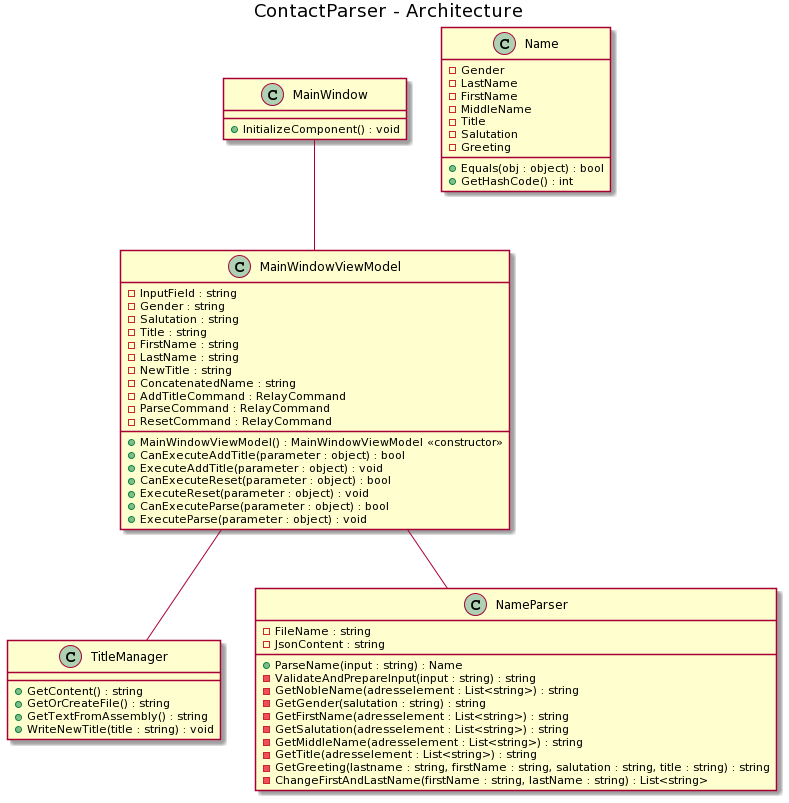 ContactParser - Architecture
C MainWindow
InitializeComponent() : void
C Name
Gender
LastName
FirstName
MiddleName
Title
Salutation
Greeting
Equals(obj : object) : bool
GetHashCode() : int
C MainWindowViewModel
InputField : string
Gender : string
Salutation : string
Title : string
FirstName : string
LastName : string
NewTitle : string
ConcatenatedName : string
AddTitleCommand : RelayCommand
ParseCommand : RelayCommand
ResetCommand : RelayCommand
MainWindowViewModel() : MainWindowViewModel «constructor»
CanExecuteAddTitle(parameter : object) : bool
ExecuteAddTitle(parameter : object) : void
CanExecuteReset(parameter : object) : bool
ExecuteReset(parameter : object) : void
CanExecuteParse(parameter : object) : bool
ExecuteParse(parameter : object) : void
C TitleManager
GetContent() : string
GetOrCreateFile() : string
GetTextFromAssembly() : string
WriteNewTitle(title : string) : void
C NameParser
FileName : string
JsonContent : string
ParseName(input : string) : Name
ValidateAndPrepareInput(input : string) : string
GetNobleName(adresselement : List<string>) : string
GetGender(salutation : string) : string
GetFirstName(adresselement : List<string>) : string
GetSalutation(adresselement : List<string>) : string
GetMiddleName(adresselement : List<string>) : string
GetTitle(adresselement : List<string>) : string
GetGreeting(lastname : string, firstName : string, salutation : string, title : string) : string
ChangeFirstAndLastName(firstName : string, lastName : string) : List<string>